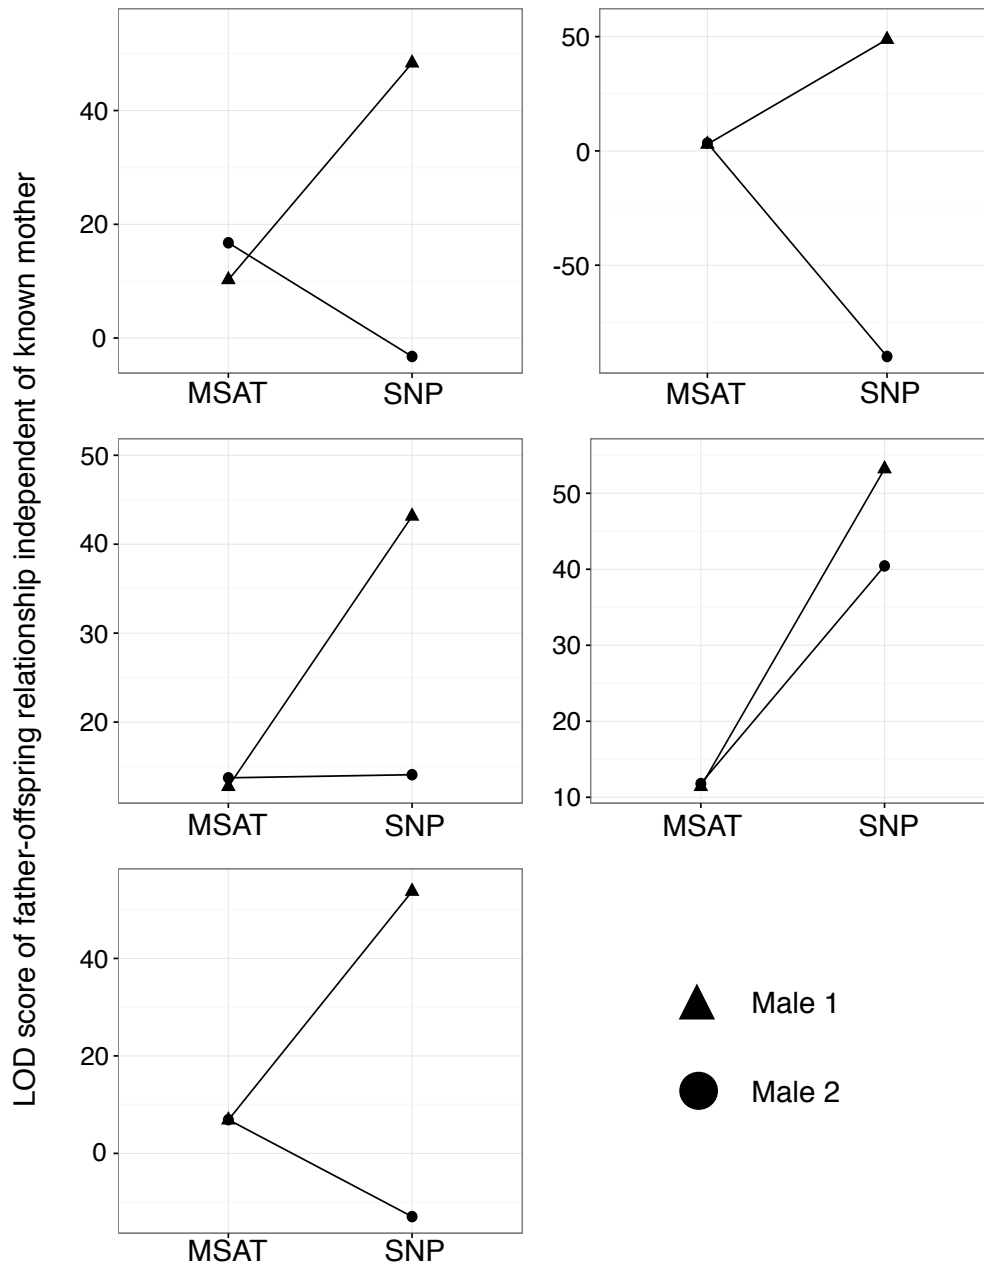 LOD score of father-offspring relationship independent of known mother
40
20
0
MSAT SNP
50
0
-50
MSAT SNP
50
40
30
20
MSAT SNP
50
40
30
20
10
MSAT SNP
40
20
0
MSAT SNP
Male 1
Male 2